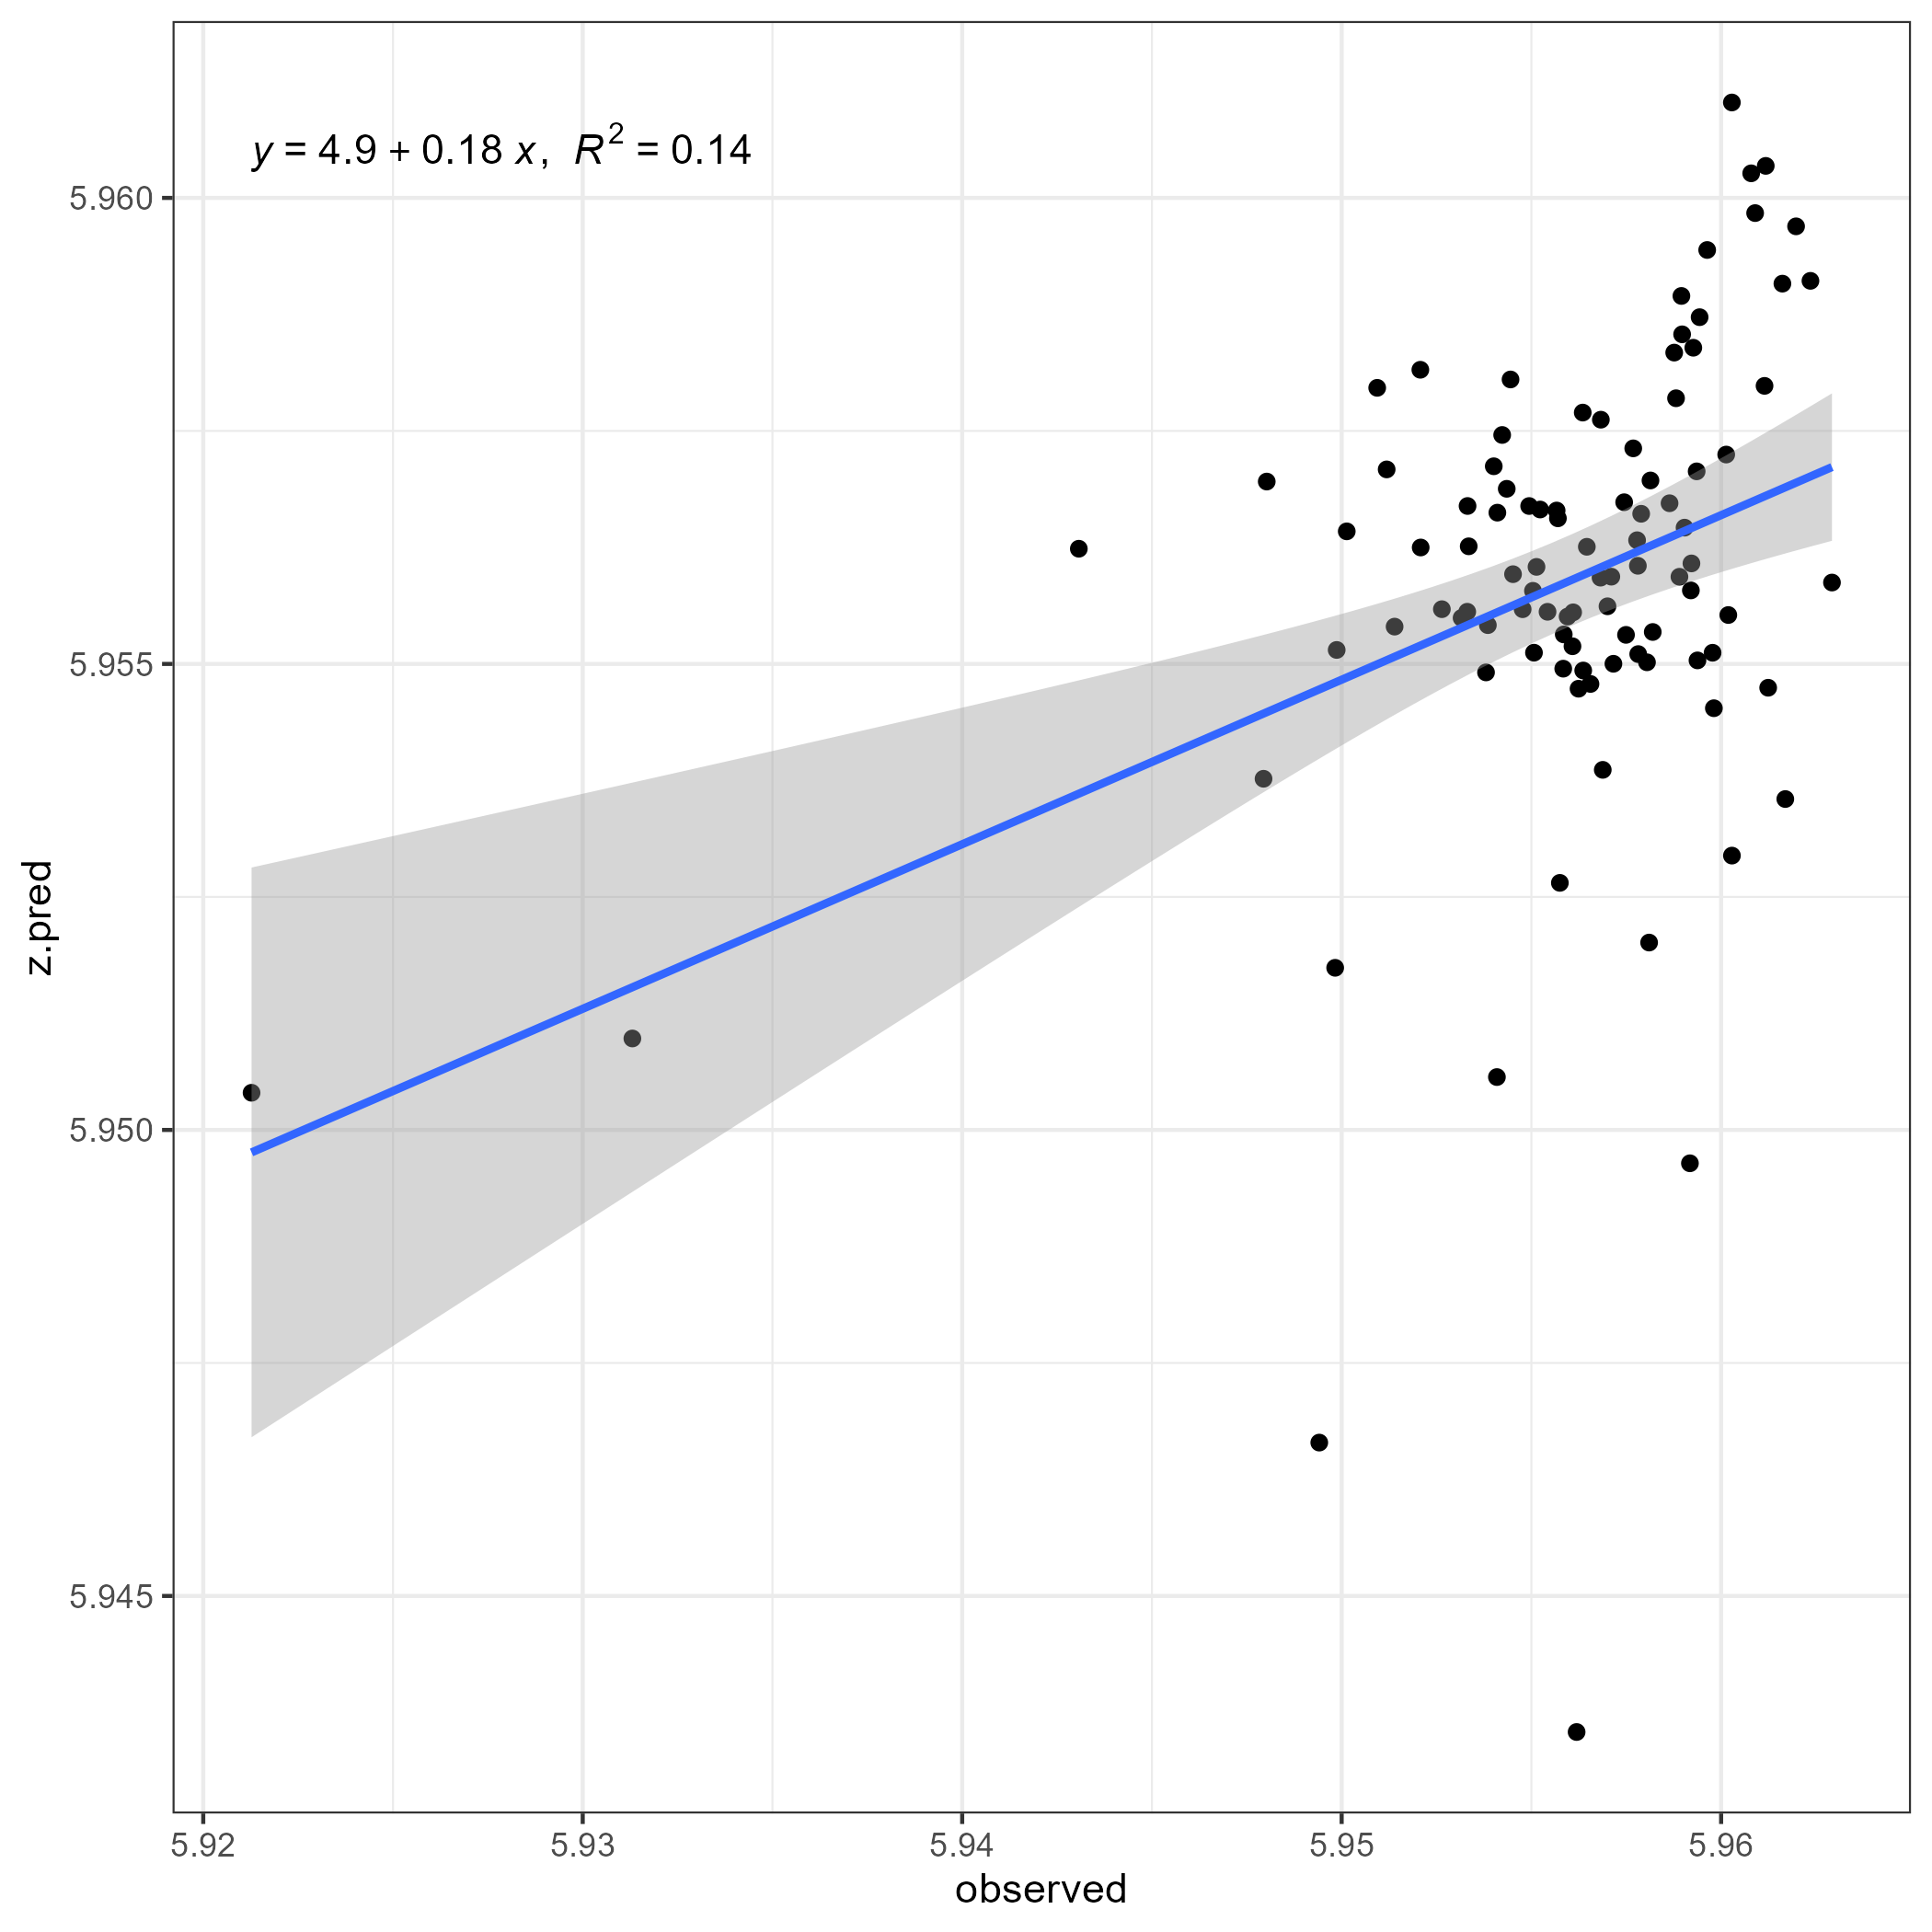 y = 4.9 + 0.18 x, R² = 0.14
5.960
5.955
5.950
5.945
z.pred
5.92 5.93 5.94 5.95 5.96
observed